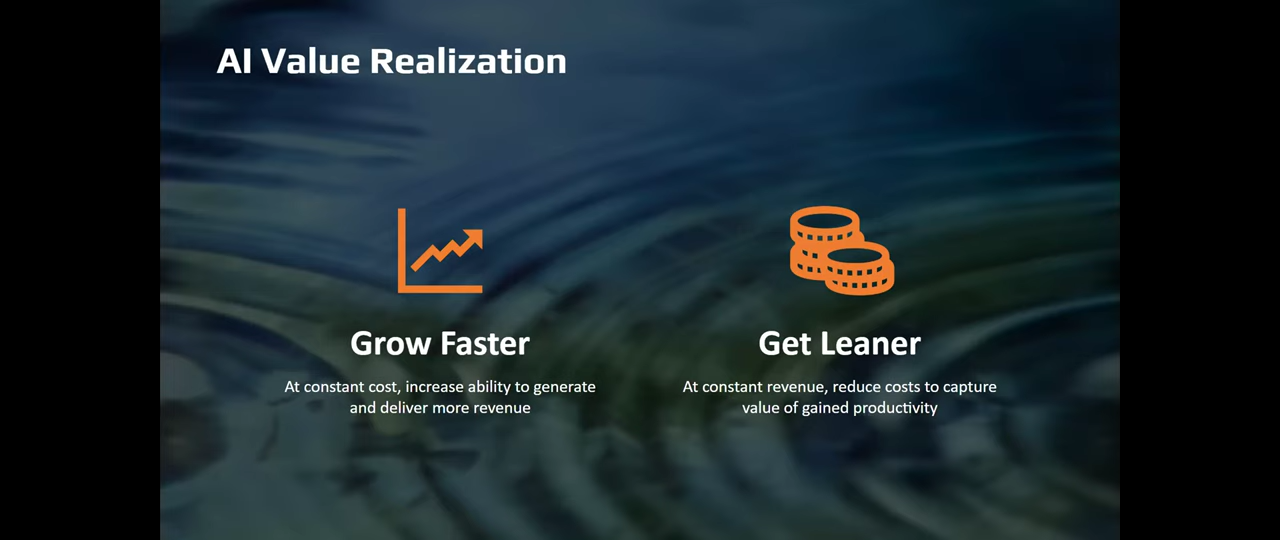 AI Value Realization
Grow Faster
At constant cost, increase ability to generate
and deliver more revenue
Get Leaner
At constant revenue, reduce costs to capture
value of gained productivity